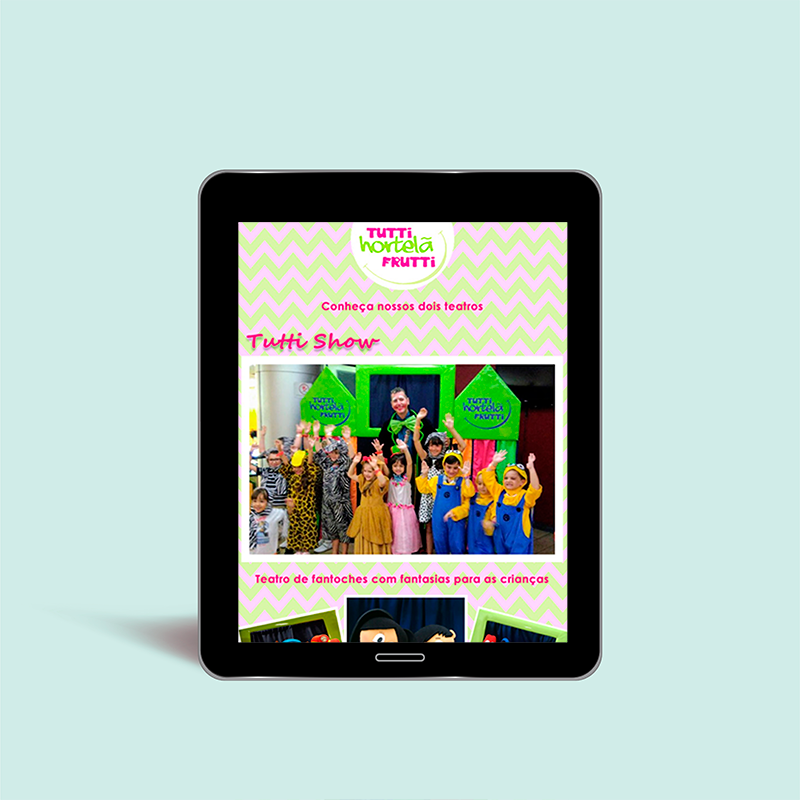 TUTTi
hortelã
FRUTTi
Conheça nossos dois teatros
Tutti Show
TUTTi
hortelã
FRUTTi
TUTTi
hortelã
FRUTTi
Teatro de fantoches com fantasias para as crianças